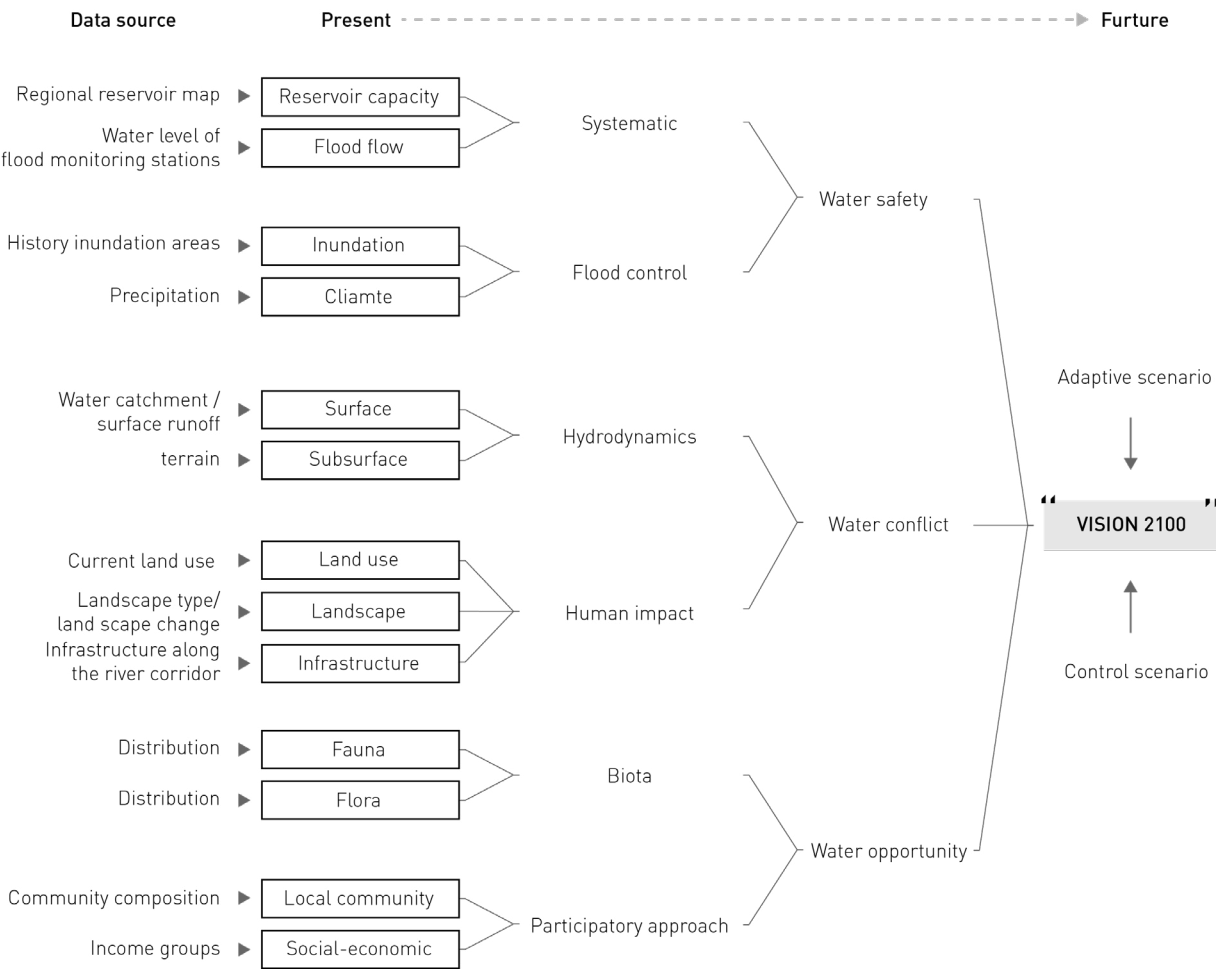 Data source
Present
Furture
Regional reservoir map
Reservoir capacity
Water level of
flood monitoring stations
Flood flow
Systematic
History inundation areas
Inundation
Precipitation
Cliamte
Flood control
Water safety
Water catchment /
surface runoff
Surface
terrain
Subsurface
Hydrodynamics
Current land use
Land use
Landscape type/
land scape change
Landscape
Infrastructure along
the river corridor
Infrastructure
Human impact
Water conflict
Distribution
Fauna
Distribution
Flora
Biota
Community composition
Local community
Income groups
Social-economic
Participatory approach
Water opportunity
Adaptive scenario
“ VISION 2100 ”
Control scenario